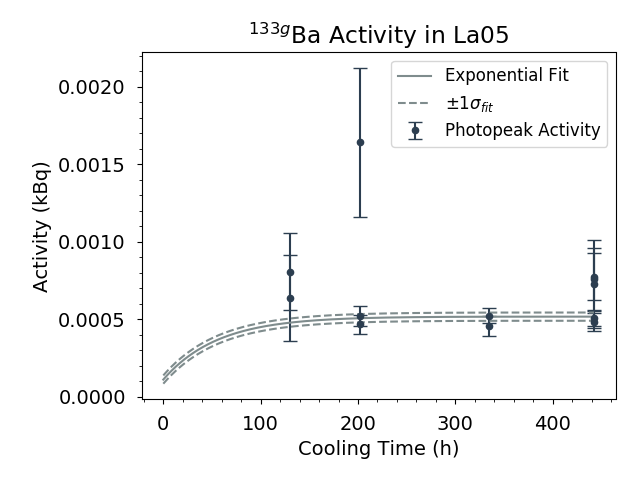 ¹³³ᵍBa Activity in La05
Exponential Fit
±1σ_fit
Photopeak Activity
Activity (kBq)
0.0020
0.0015
0.0010
0.0005
0.0000
0 100 200 300 400
Cooling Time (h)